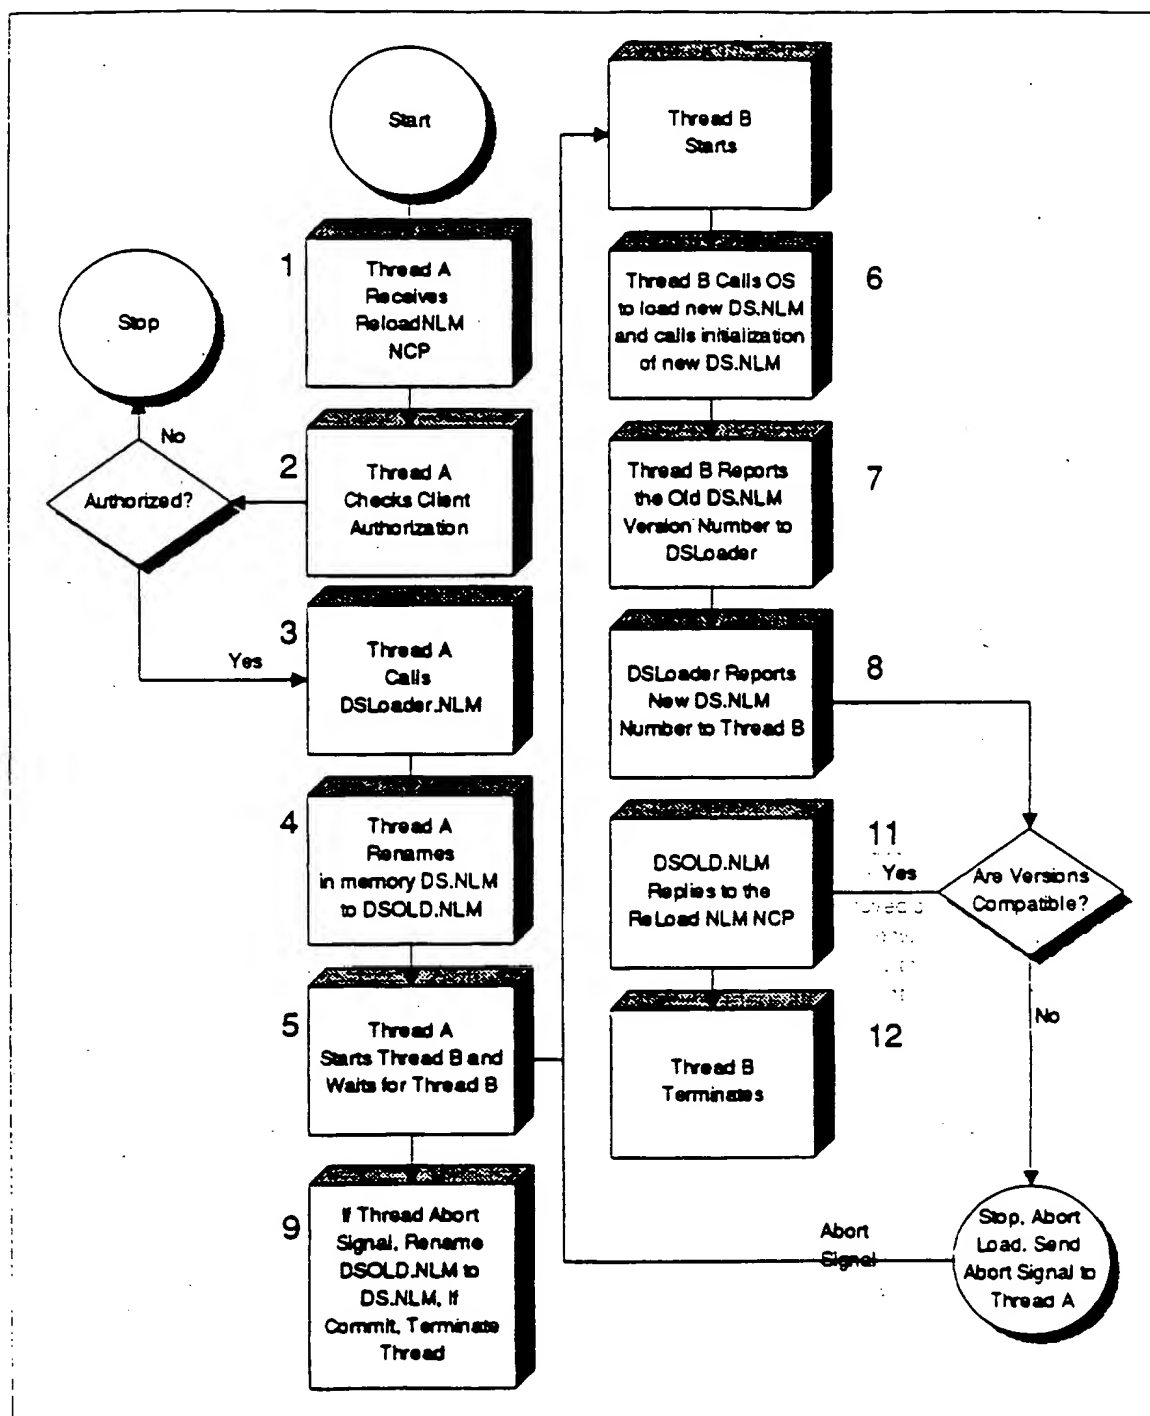 Start
1
Thread A
Receives
ReloadNLM
NCP
Stop
No
Authorized?
2
Thread A
Checks Client
Authorization
Yes
3
Thread A
Calls
DSLoader.NLM
4
Thread A
Renames
in memory DS.NLM
to DSOLD.NLM
5
Thread A
Starts Thread B and
Waits for Thread B
9
If Thread Abort
Signal, Rename
DSOLD.NLM to
DS.NLM, If
Commit, Terminate
Thread
Thread B
Starts
6
Thread B Calls OS
to load new DS.NLM
and calls initialization
of new DS.NLM
7
Thread B Reports
the Old DS.NLM
Version Number to
DSLoader
8
DSLoader Reports
New DS.NLM
Number to Thread B
Are Versions
Compatible?
11
Yes
DSOLD.NLM
Replies to the
ReLoad NLM NCP
12
Thread B
Terminates
No
Stop, Abort
Load, Send
Abort Signal to
Thread A
Abort
Signal